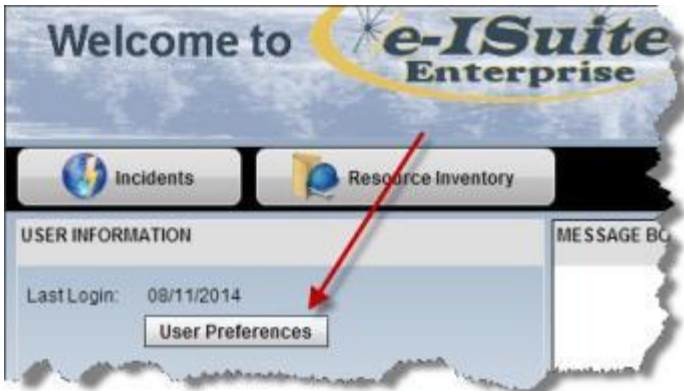 Welcome to e-ISuite
Enterprise
Incidents
Resource Inventory
USER INFORMATION
MESSAGE BO
Last Login: 08/11/2014
User Preferences